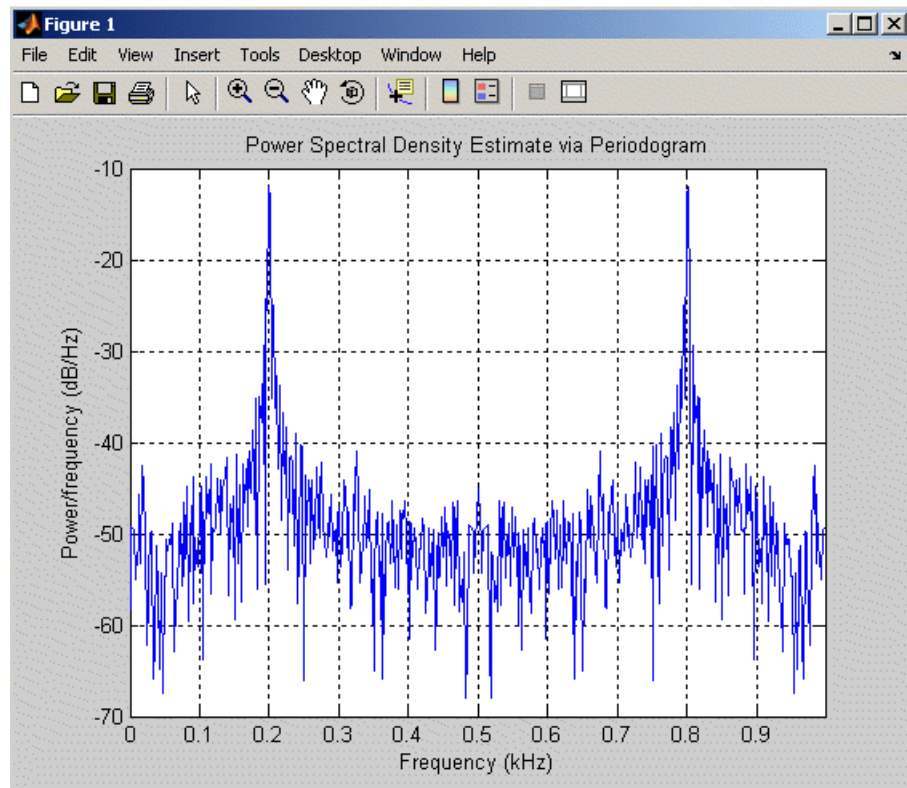 Figure 1
File Edit View Insert Tools Desktop Window Help
Power Spectral Density Estimate via Periodogram
Power/frequency (dB/Hz)
-10
-20
-30
-40
-50
-60
-70
0 0.1 0.2 0.3 0.4 0.5 0.6 0.7 0.8 0.9
Frequency (kHz)